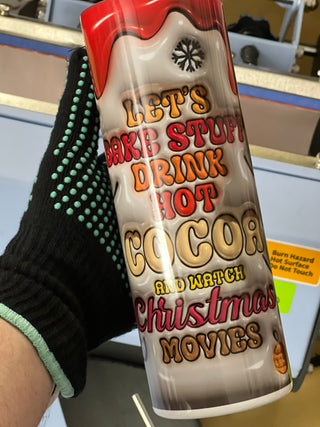 LET'S
BAKE STUFF
DRINK
HOT
COCOA
AND WATCH
Christmas
MOVIES
Burn Hazard
Hot Surface
Do Not Touch